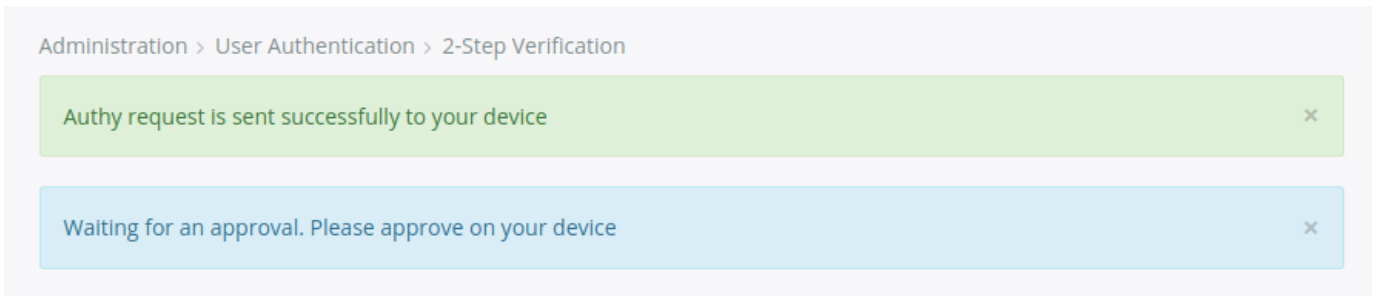 Administration > User Authentication > 2-Step Verification
Authy request is sent successfully to your device ×
Waiting for an approval. Please approve on your device ×